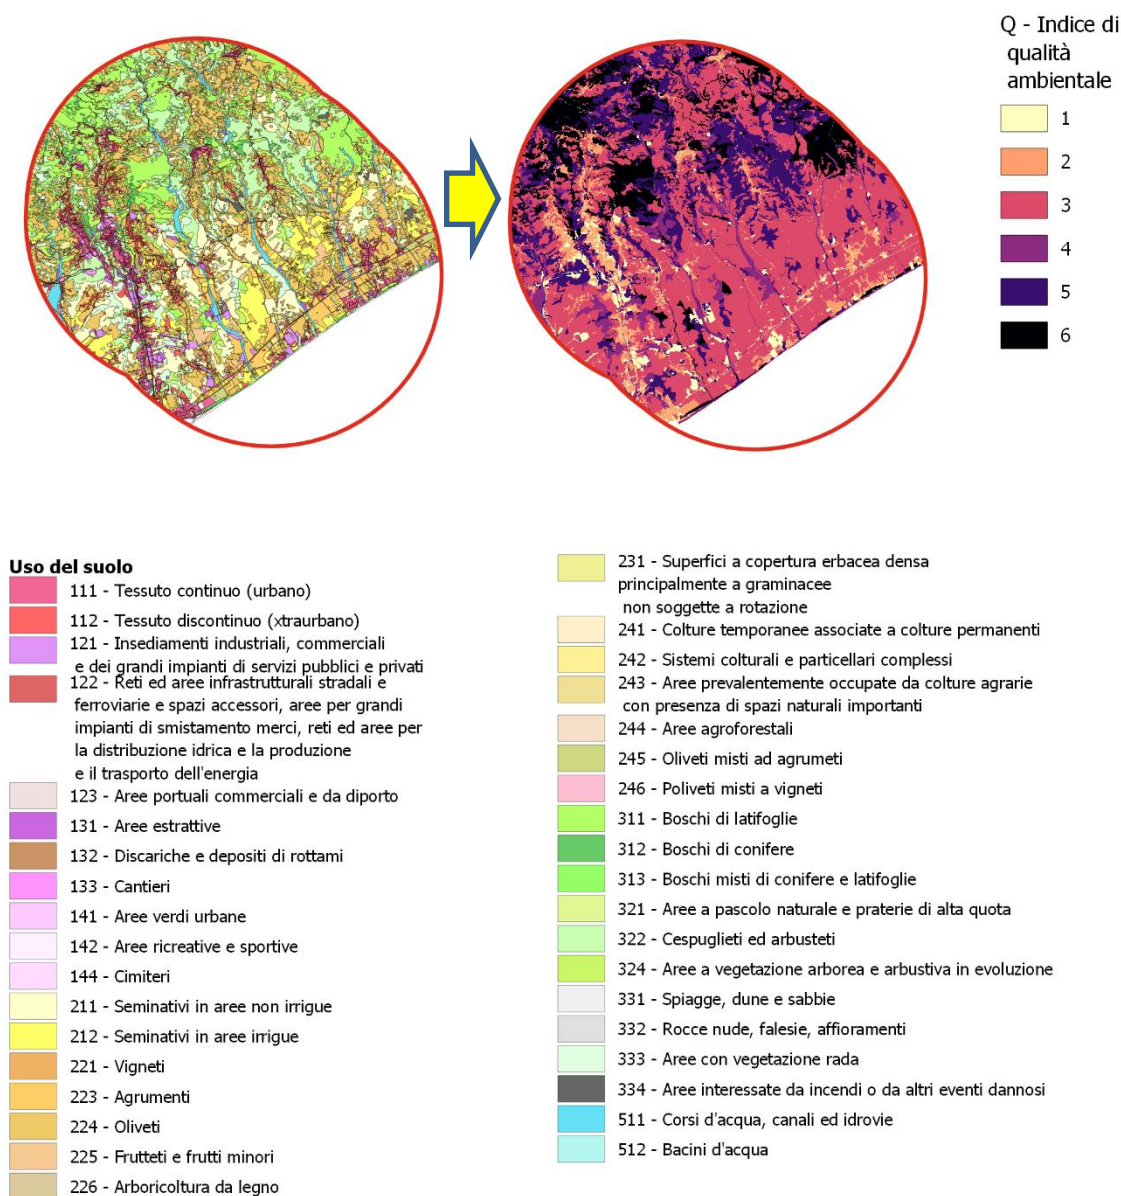 Q - Indice di
qualità
ambientale
1
2
3
4
5
6
Uso del suolo
111 - Tessuto continuo (urbano)
112 - Tessuto discontinuo (xtraurbano)
121 - Insediamenti industriali, commerciali
e dei grandi impianti di servizi pubblici e privati
122 - Reti ed aree infrastrutturali stradali e
ferroviarie e spazi accessori, aree per grandi
impianti di smistamento merci, reti ed aree per
la distribuzione idrica e la produzione
e il trasporto dell'energia
123 - Aree portuali commerciali e da diporto
131 - Aree estrattive
132 - Discariche e depositi di rottami
133 - Cantieri
141 - Aree verdi urbane
142 - Aree ricreative e sportive
144 - Cimiteri
211 - Seminativi in aree non irrigue
212 - Seminativi in aree irrigue
221 - Vigneti
223 - Agrumenti
224 - Oliveti
225 - Frutteti e frutti minori
226 - Arboricoltura da legno
231 - Superfici a copertura erbacea densa
principalmente a graminacee
non soggette a rotazione
241 - Colture temporanee associate a colture permanenti
242 - Sistemi colturali e particellari complessi
243 - Aree prevalentemente occupate da colture agrarie
con presenza di spazi naturali importanti
244 - Aree agroforestali
245 - Oliveti misti ad agrumeti
246 - Poliveti misti a vigneti
311 - Boschi di latifoglie
312 - Boschi di conifere
313 - Boschi misti di conifere e latifoglie
321 - Aree a pascolo naturale e praterie di alta quota
322 - Cespuglieti ed arbusteti
324 - Aree a vegetazione arborea e arbustiva in evoluzione
331 - Spiagge, dune e sabbie
332 - Rocce nude, falesie, affioramenti
333 - Aree con vegetazione rada
334 - Aree interessate da incendi o da altri eventi dannosi
511 - Corsi d'acqua, canali ed idrovie
512 - Bacini d'acqua